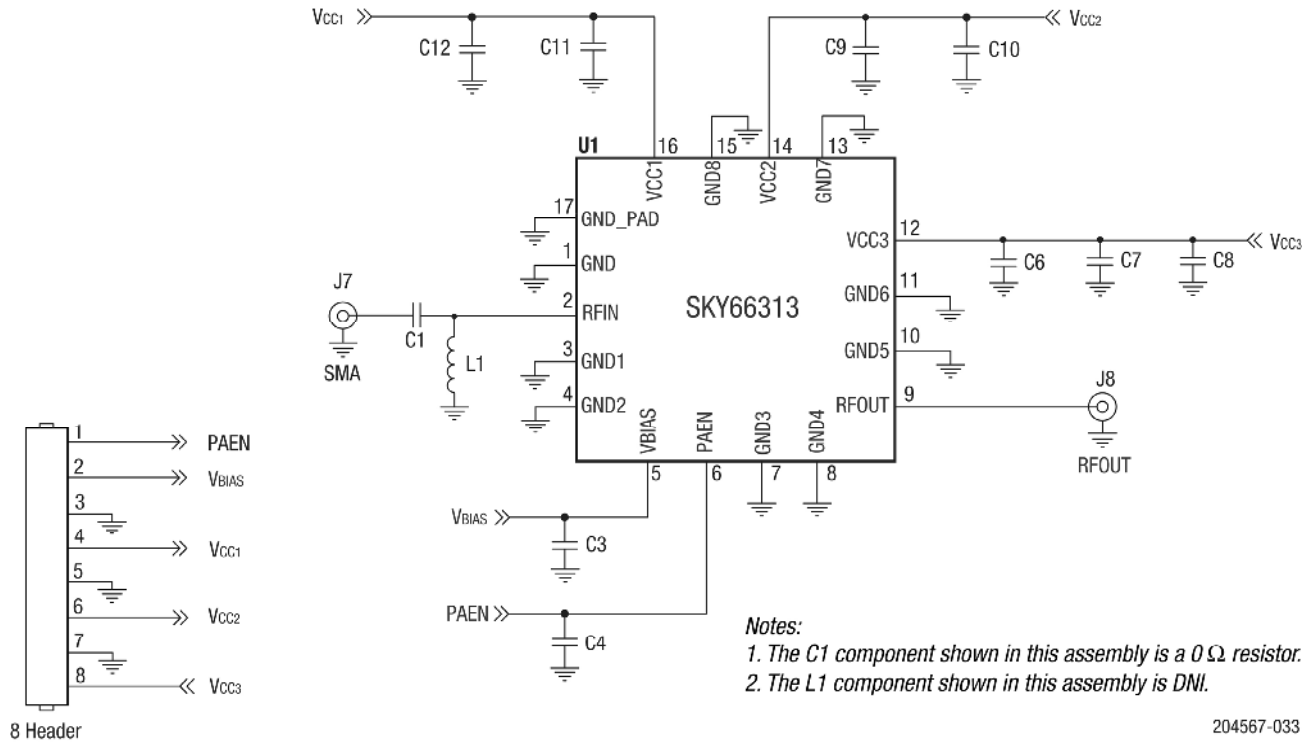 VCC1
VCC2
C12
C11
C9
C10
U1
16
15
14
13
VCC1
GND8
VCC2
GND7
17
GND_PAD
1
GND
2
RFIN
3
GND1
4
GND2
SKY66313
VCC3
12
GND6
11
GND5
10
RFOUT
9
VCC3
C6
C7
C8
J7
SMA
C1
L1
J8
RFOUT
VBIAS
PAEN
GND3
GND4
5
6
7
8
VBIAS
C3
PAEN
C4
1
PAEN
2
VBIAS
3
4
VCC1
5
6
VCC2
7
8
VCC3
8 Header
Notes:
1. The C1 component shown in this assembly is a 0 Ω resistor.
2. The L1 component shown in this assembly is DNI.
204567-033